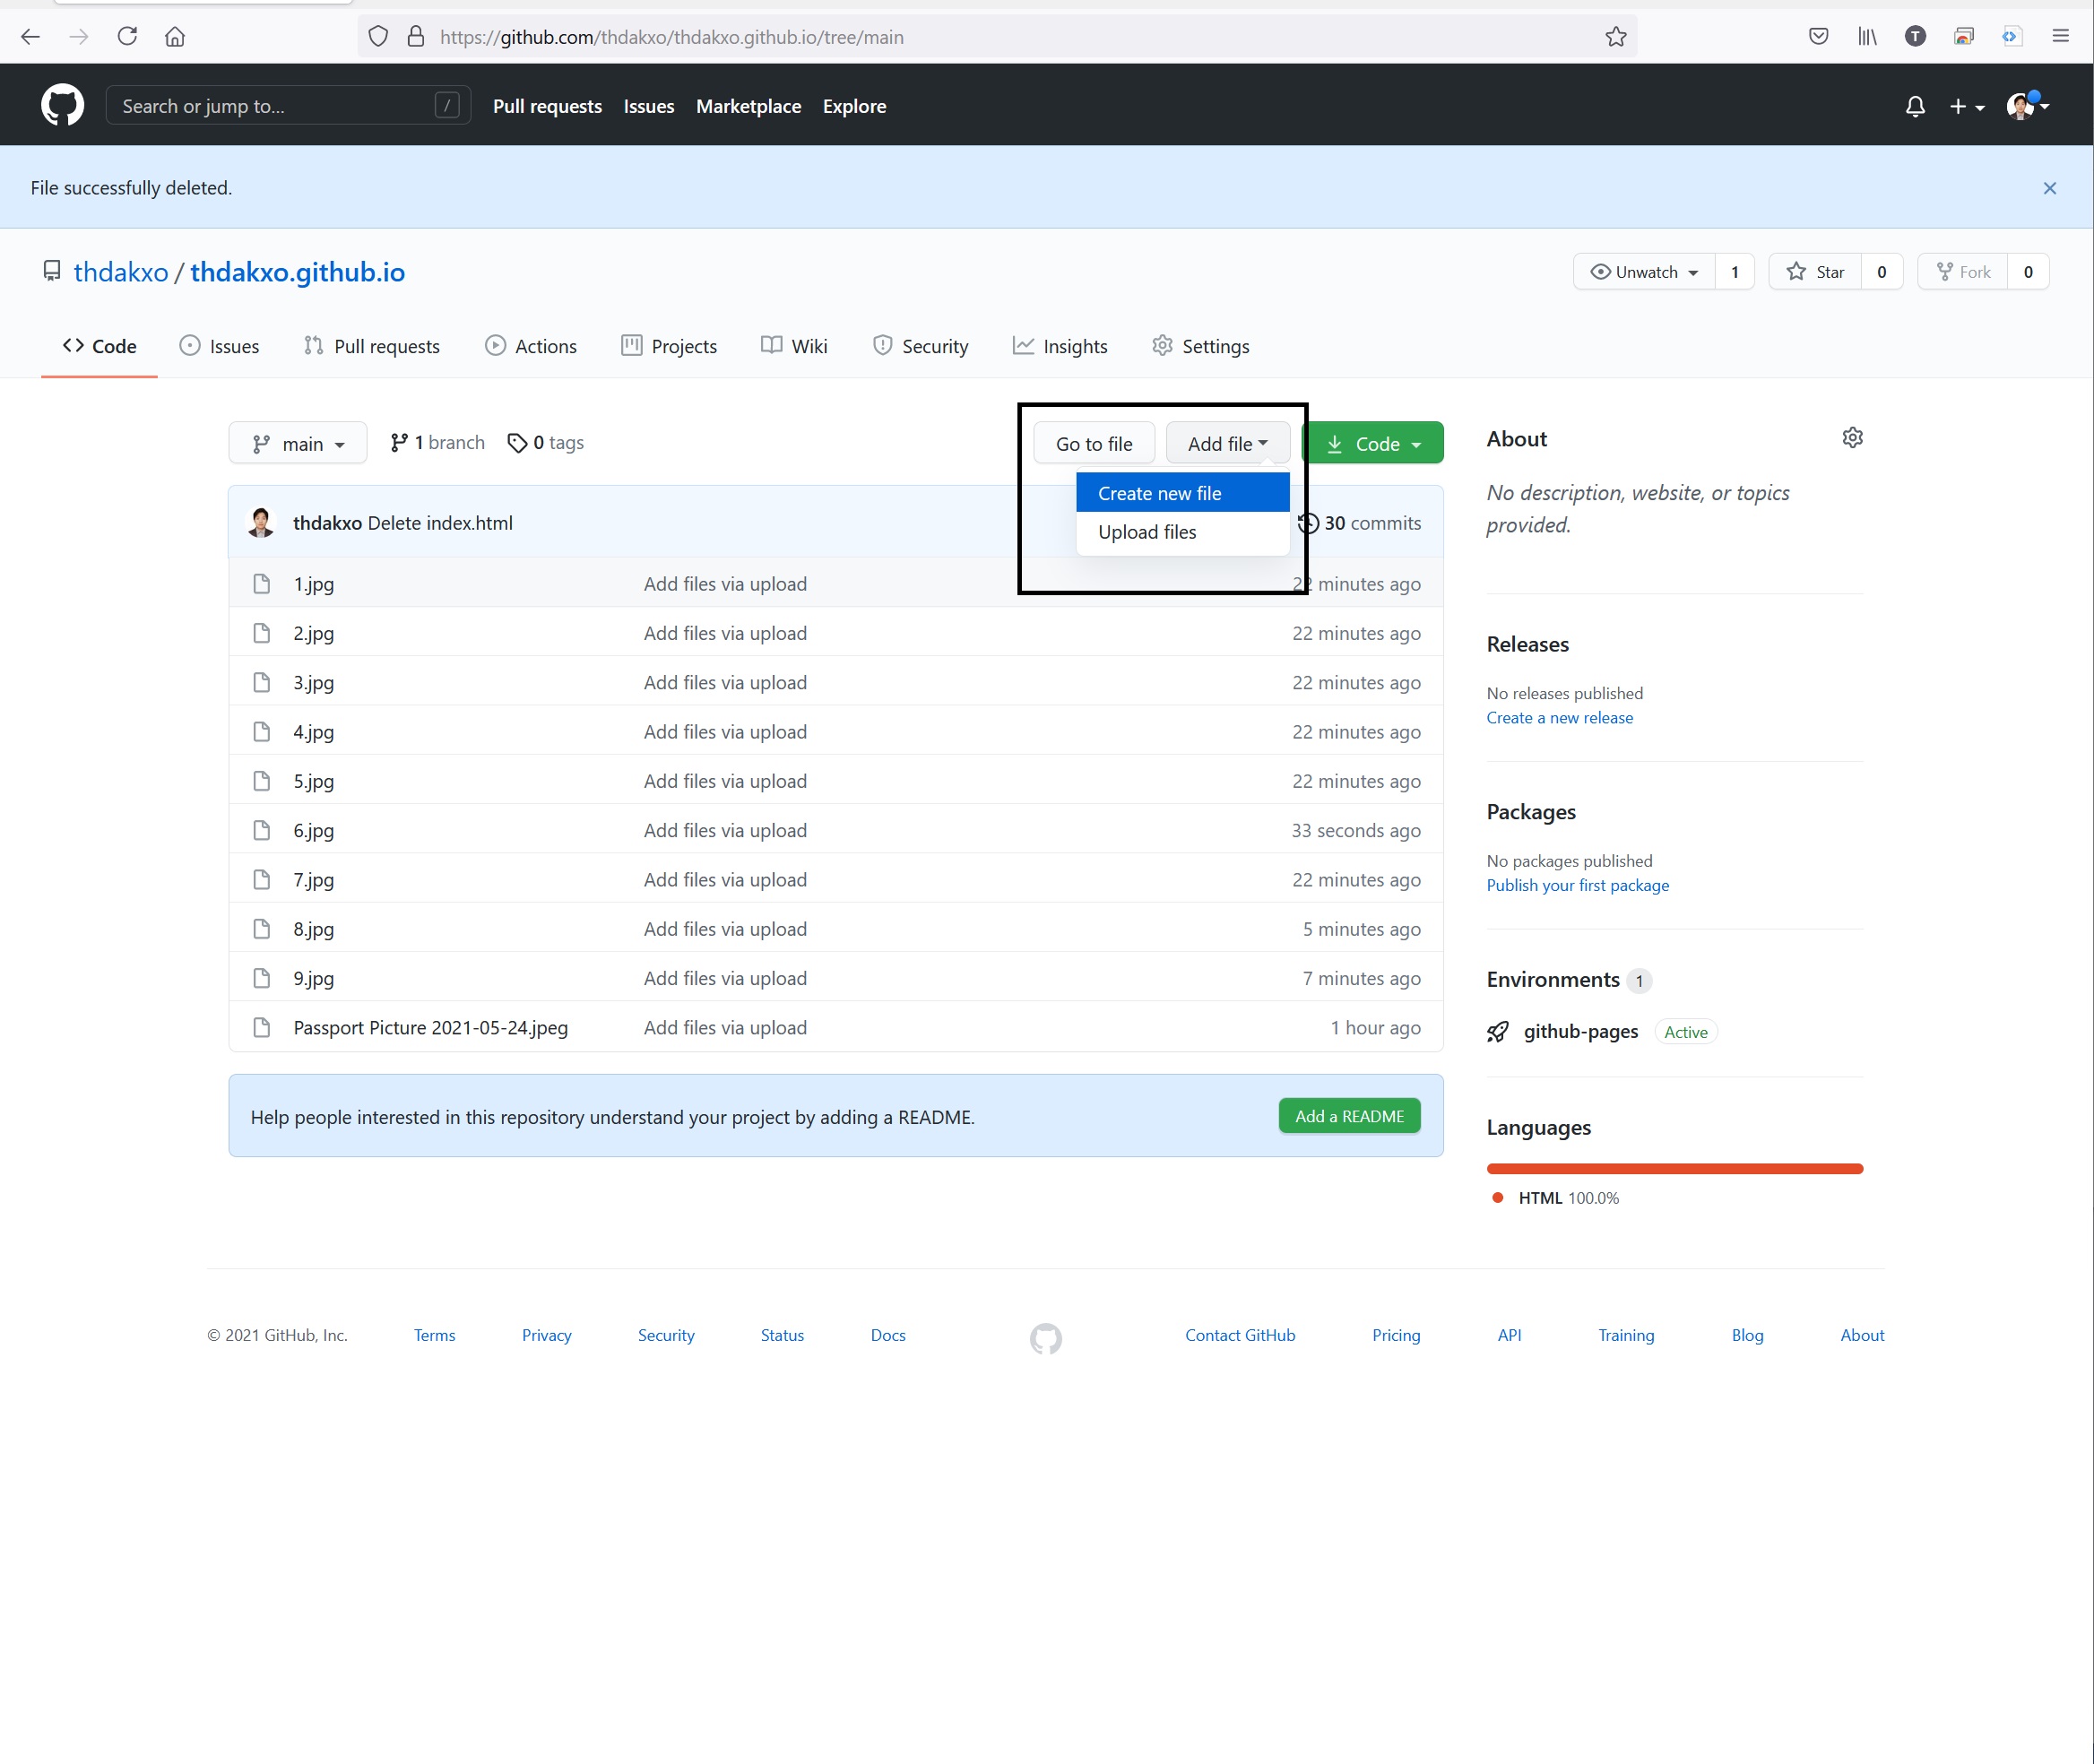 https://github.com/thdakxo/thdakxo.github.io/tree/main
T
Search or jump to... /
Pull requests Issues Marketplace Explore
File successfully deleted.
thdakxo / thdakxo.github.io
Unwatch 1 Star 0 Fork 0
Code Issues Pull requests Actions Projects Wiki Security Insights Settings
main 1 branch 0 tags Go to file Add file Code
Create new file
Upload files
thdakxo Delete index.html 30 commits
1.jpg Add files via upload 22 minutes ago
2.jpg Add files via upload 22 minutes ago
3.jpg Add files via upload 22 minutes ago
4.jpg Add files via upload 22 minutes ago
5.jpg Add files via upload 22 minutes ago
6.jpg Add files via upload 33 seconds ago
7.jpg Add files via upload 22 minutes ago
8.jpg Add files via upload 5 minutes ago
9.jpg Add files via upload 7 minutes ago
Passport Picture 2021-05-24.jpeg Add files via upload 1 hour ago
Help people interested in this repository understand your project by adding a README. Add a README
About
No description, website, or topics
provided.
Releases
No releases published
Create a new release
Packages
No packages published
Publish your first package
Environments 1
github-pages Active
Languages
HTML 100.0%
© 2021 GitHub, Inc. Terms Privacy Security Status Docs Contact GitHub Pricing API Training Blog About